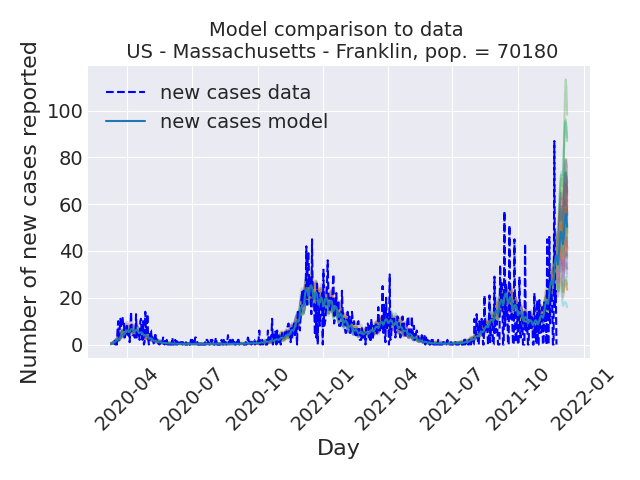 Model comparison to data
US - Massachusetts - Franklin, pop. = 70180
Number of new cases reported
100
80
60
40
20
0
new cases data
new cases model
2020-04
2020-07
2020-10
2021-01
2021-04
2021-07
2021-10
2022-01
Day